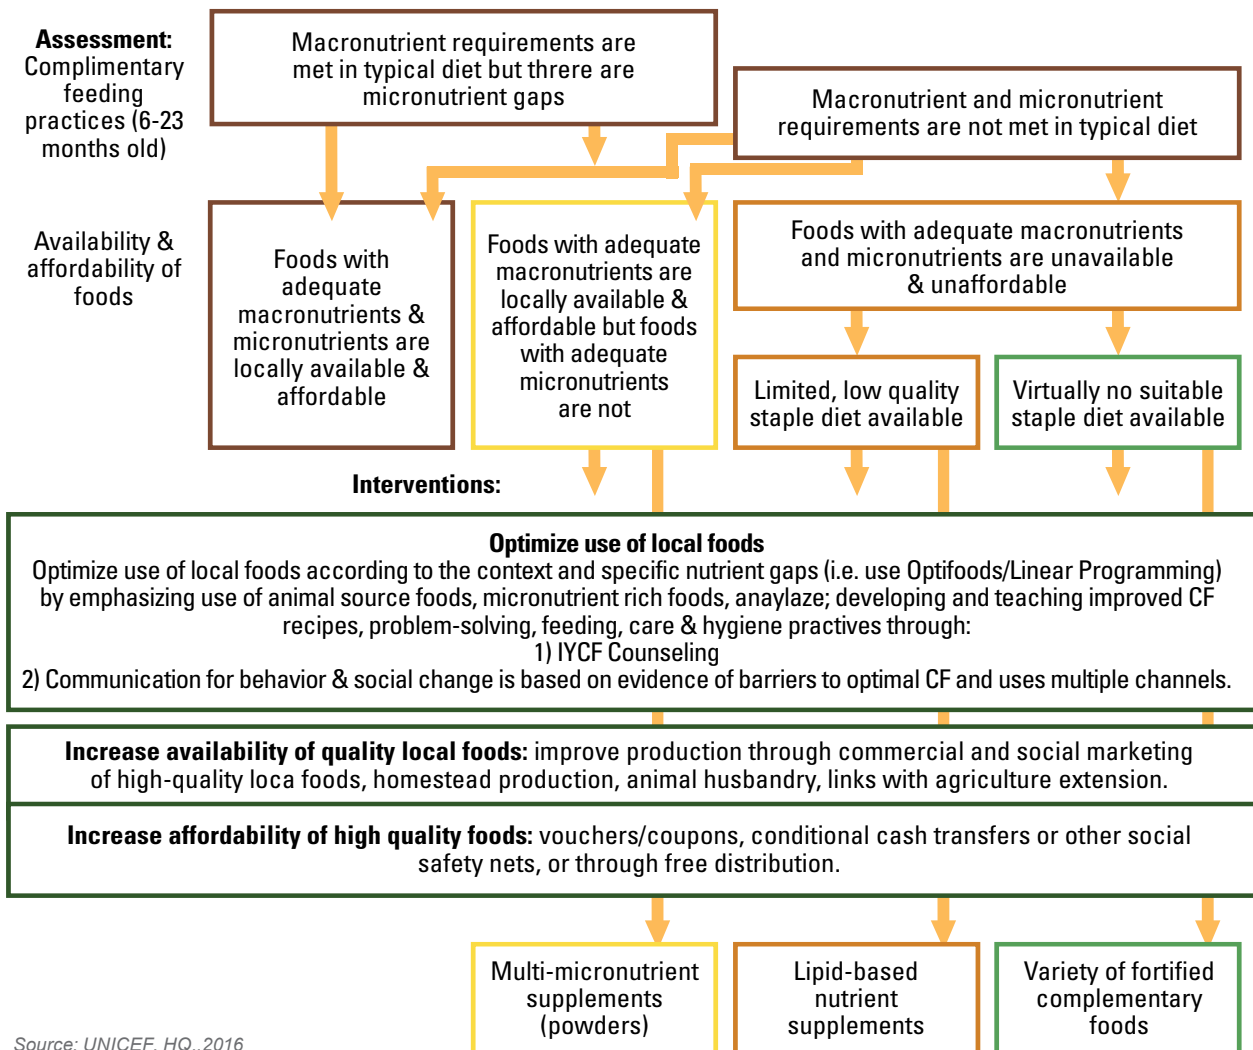 Assessment:
Complimentary
feeding
practices (6-23
months old)
Macronutrient requirements are
met in typical diet but threre are
micronutrient gaps
Macronutrient and micronutrient
requirements are not met in typical diet
Availability &
affordability of
foods
Foods with
adequate
macronutrients &
micronutrients are
locally available &
affordable
Foods with adequate
macronutrients are
locally available &
affordable but foods
with adequate
micronutrients
are not
Foods with adequate macronutrients
and micronutrients are unavailable
& unaffordable
Limited, low quality
staple diet available
Virtually no suitable
staple diet available
Interventions:
Optimize use of local foods
Optimize use of local foods according to the context and specific nutrient gaps (i.e. use Optifoods/Linear Programming)
by emphasizing use of animal source foods, micronutrient rich foods, anaylaze; developing and teaching improved CF
recipes, problem-solving, feeding, care & hygiene practives through:
1) IYCF Counseling
2) Communication for behavior & social change is based on evidence of barriers to optimal CF and uses multiple channels.
Increase availability of quality local foods: improve production through commercial and social marketing
of high-quality loca foods, homestead production, animal husbandry, links with agriculture extension.
Increase affordability of high quality foods: vouchers/coupons, conditional cash transfers or other social
safety nets, or through free distribution.
Multi-micronutrient
supplements
(powders)
Lipid-based
nutrient
supplements
Variety of fortified
complementary
foods
Source: UNICEF, HQ,.2016